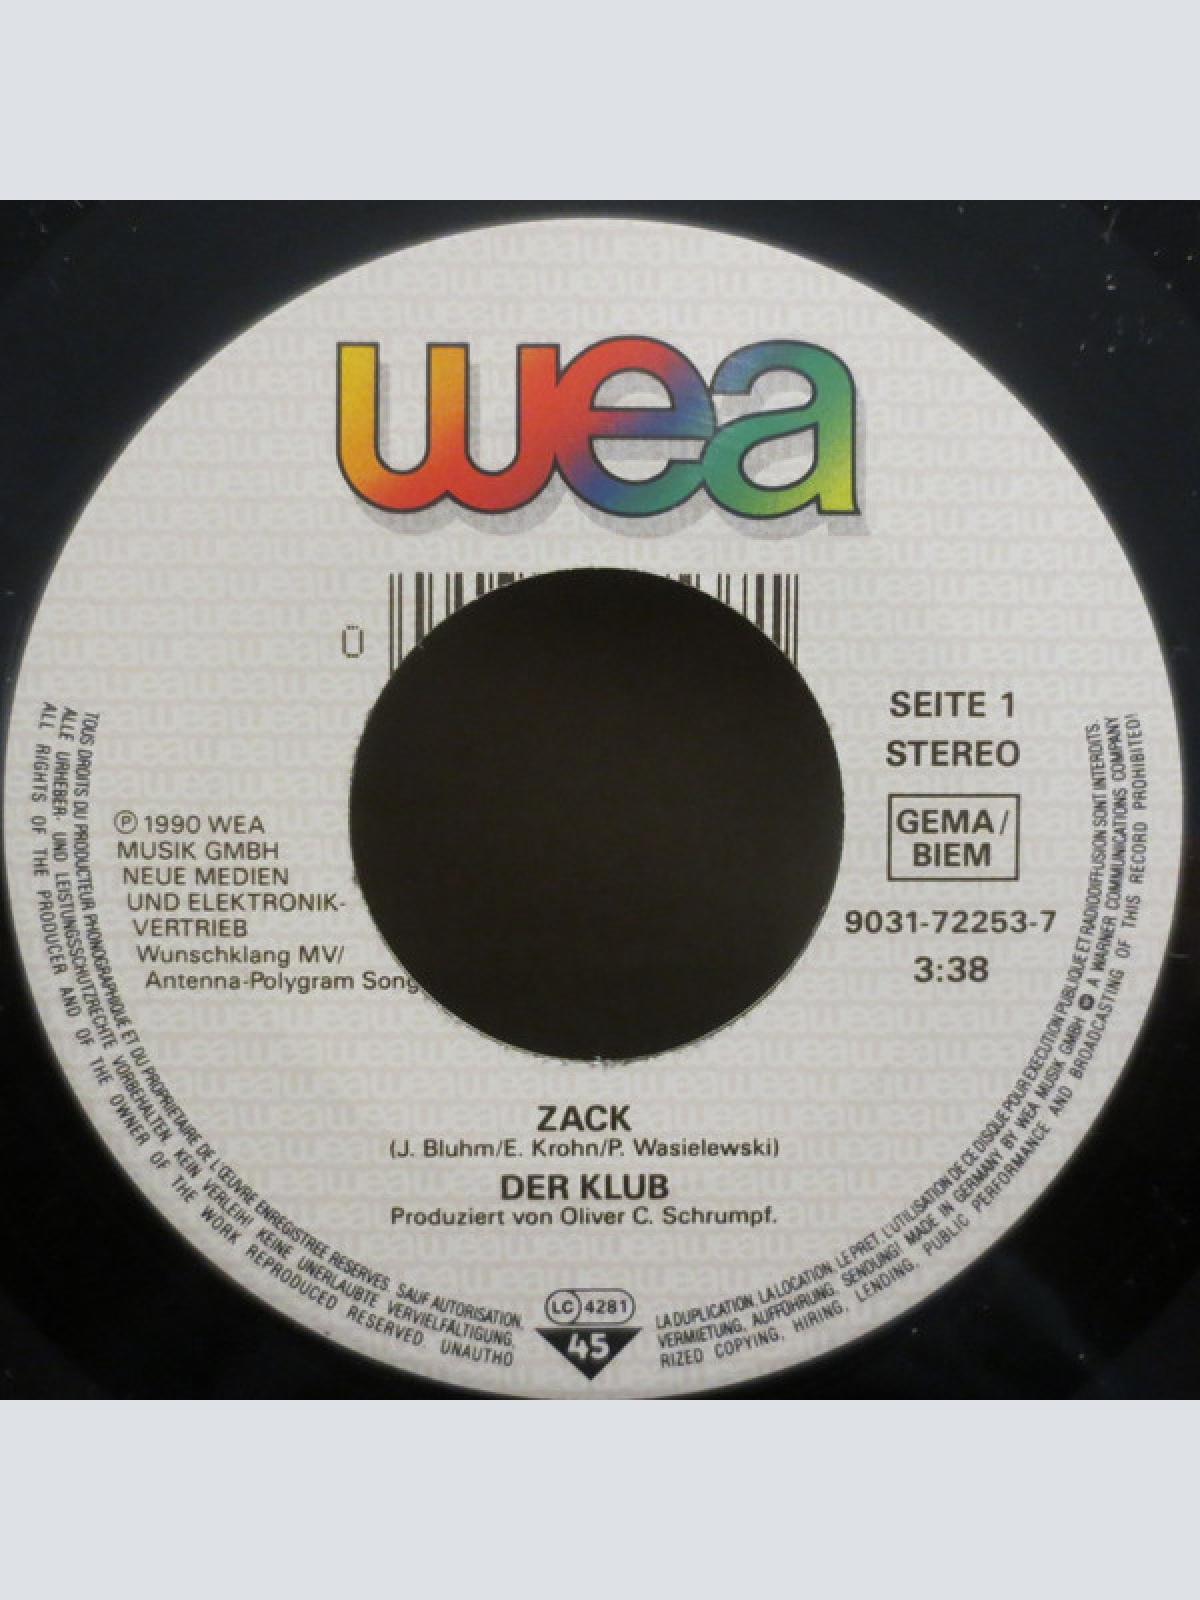 wea
Ü
SEITE 1
STEREO
GEMA/
BIEM
9031-72253-7
3:38
Ⓟ 1990 WEA
MUSIK GMBH
NEUE MEDIEN
UND ELEKTRONIK-
VERTRIEB
Wunschklang MV/
Antenna-Polygram Song
ZACK
(J. Bluhm/E. Krohn/P. Wasielewski)
DER KLUB
Produziert von Oliver C. Schrumpf.
LC 4281
45
TOUS DROITS DU PRODUCTEUR PHONOGRAPHIQUE ET DU PROPRIETAIRE DE L'ŒUVRE ENREGISTREE RESERVES. SAUF AUTORISATION, LA DUPLICATION, LA LOCATION, LE PRET, L'UTILISATION DE CE DISQUE POUR EXECUTION PUBLIQUE ET RADIODIFFUSION SONT INTERDITS.
ALLE URHEBER- UND LEISTUNGSSCHUTZRECHTE VORBEHALTEN. KEIN VERLEIH! KEINE UNERLAUBTE VERVIELFÄLTIGUNG, VERMIETUNG, AUFFÜHRUNG, SENDUNG! MADE IN GERMANY BY WEA MUSIK GMBH A WARNER COMMUNICATIONS COMPANY
ALL RIGHTS OF THE PRODUCER AND OF THE OWNER OF THE WORK REPRODUCED RESERVED. UNAUTHORIZED COPYING, HIRING, LENDING, PUBLIC PERFORMANCE AND BROADCASTING OF THIS RECORD PROHIBITED!